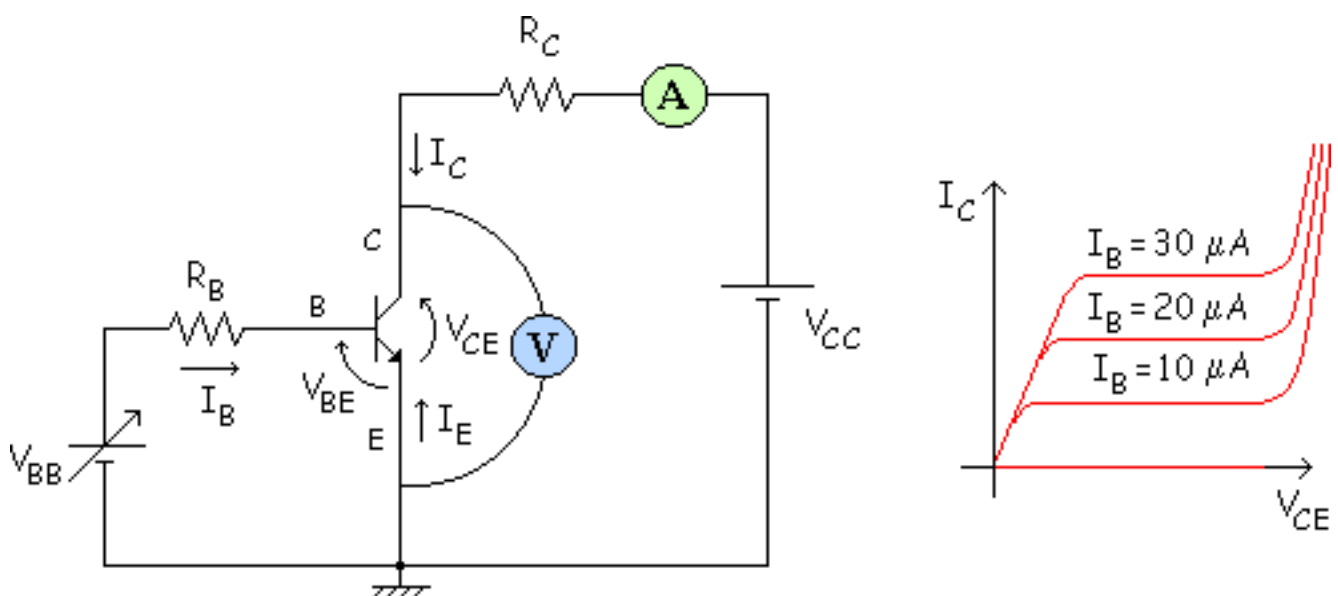 R_C
A
I_C
C
R_B
B
V_CE
V
V_CC
V_BE
I_B
E
I_E
V_BB
I_C
I_B = 30 μA
I_B = 20 μA
I_B = 10 μA
V_CE